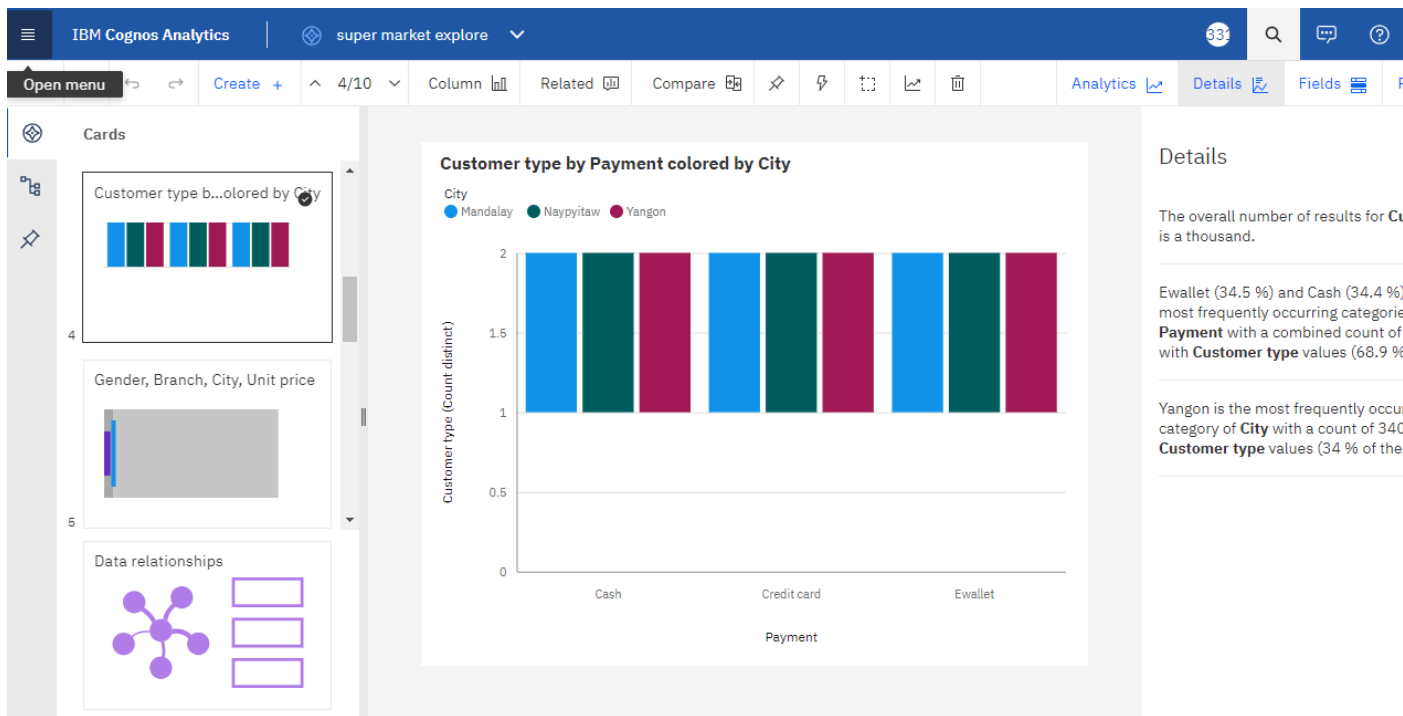 IBM Cognos Analytics
super market explore
331
Open menu
Create +
4/10
Column
Related
Compare
Analytics
Details
Fields
Cards
Customer type b...olored by City
4
Gender, Branch, City, Unit price
5
Data relationships
Customer type by Payment colored by City
City
Mandalay
Naypyitaw
Yangon
2
1.5
1
0.5
0
Customer type (Count distinct)
Cash
Credit card
Ewallet
Payment
Details
The overall number of results for
is a thousand.
Ewallet (34.5 %) and Cash (34.4 %)
most frequently occurring
Payment with a combined count of
with Customer type values (68.9 %
Yangon is the most frequently
category of City with a count of 340
Customer type values (34 % of the